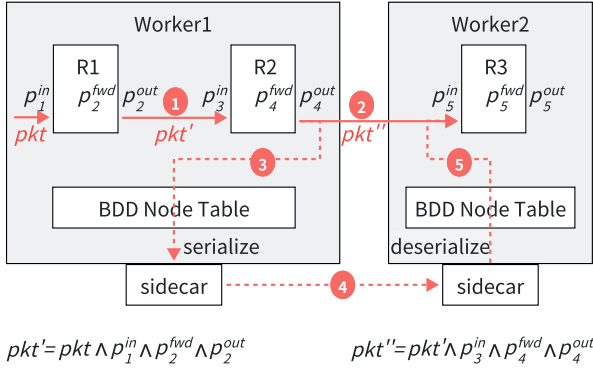 Worker1
Worker2
R1
R2
R3
p_1^{in} p_2^{fwd} p_2^{out} 1 p_3^{in} p_4^{fwd} p_4^{out} 2 p_5^{in} p_5^{fwd} p_5^{out}
pkt pkt' pkt''
3
5
BDD Node Table
BDD Node Table
serialize
deserialize
sidecar
4
sidecar
pkt'=pkt∧p_1^{in}∧p_2^{fwd}∧p_2^{out}
pkt''=pkt'∧p_3^{in}∧p_4^{fwd}∧p_4^{out}